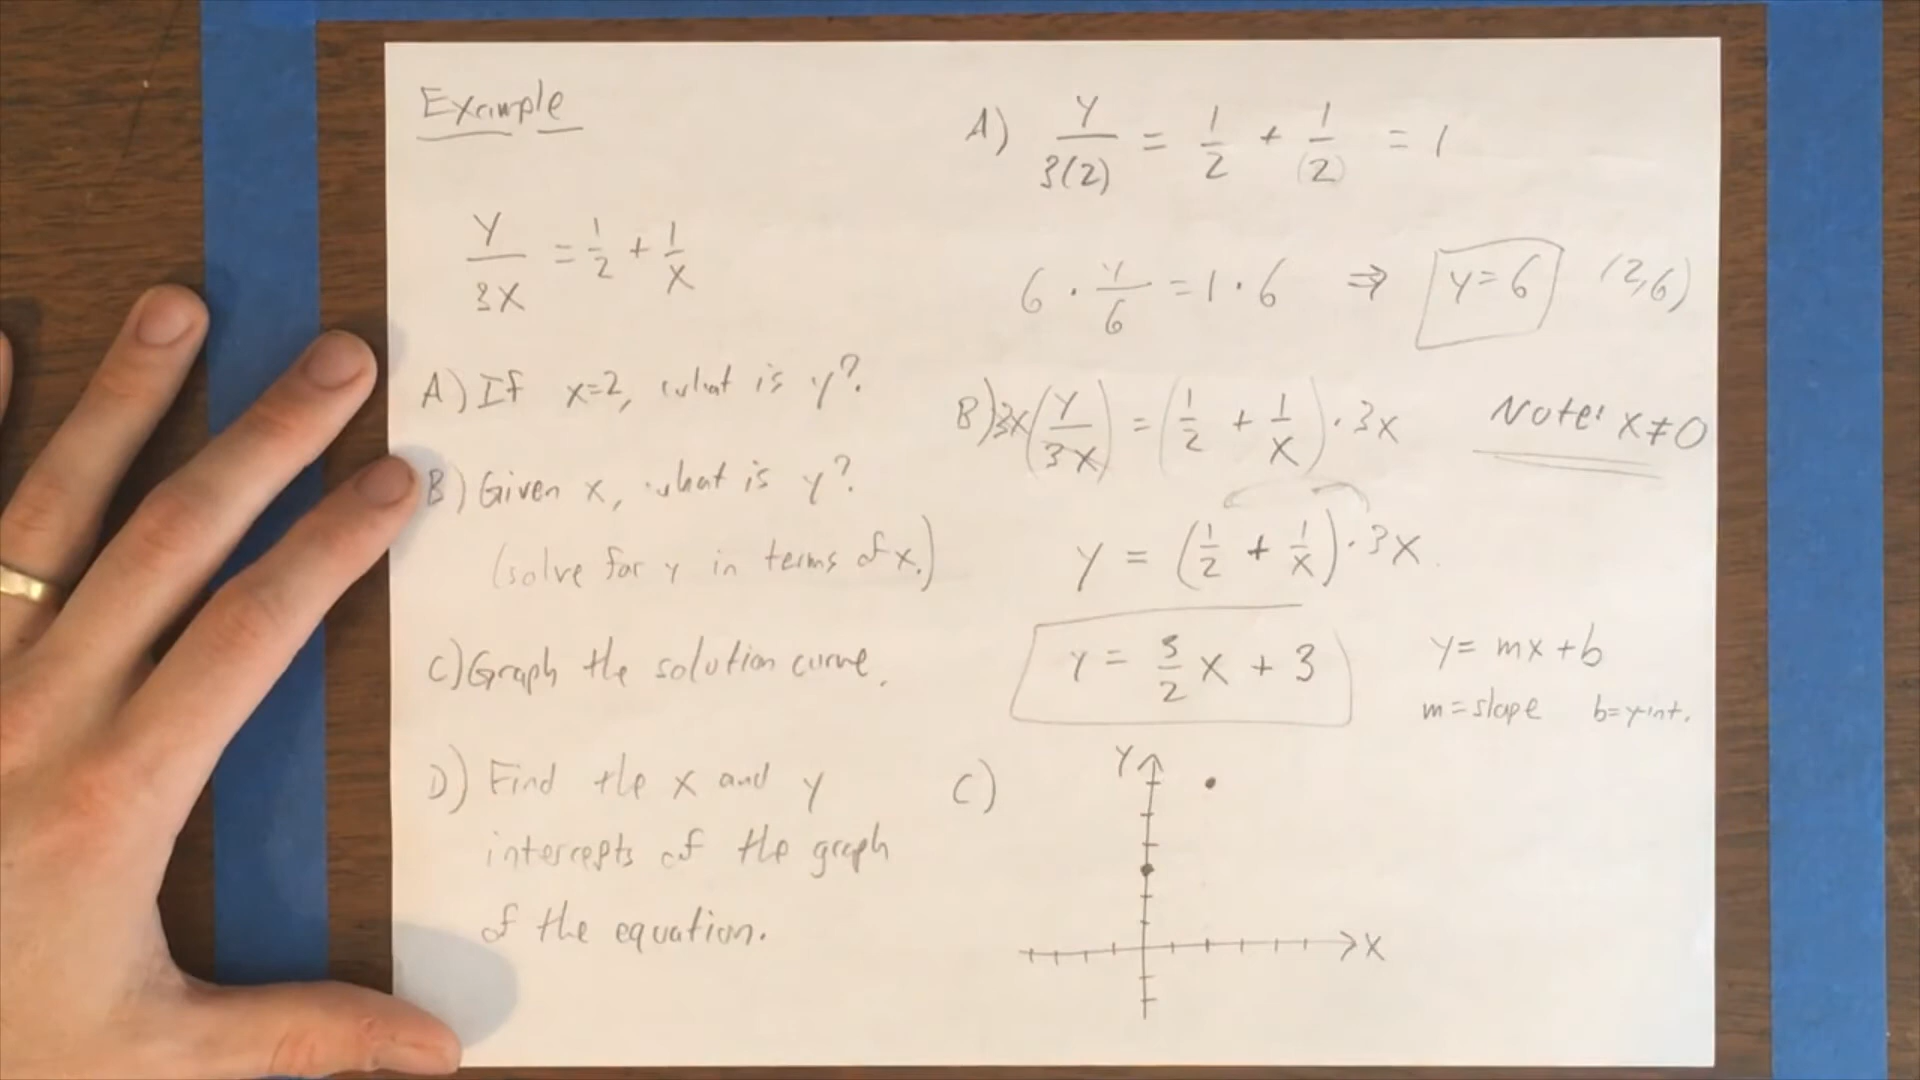 Example
y/3x = 1/2 + 1/x
A) If x=2, what is y?
B) Given x, what is y?
(solve for y in terms of x.)
C) Graph the solution curve.
D) Find the x and y
intercepts of the graph
of the equation.
A) y/3(2) = 1/2 + 1/(2) = 1
6 · y/6 = 1 · 6 ⇒ y=6 (2,6)
B) 3x(y/3x) = (1/2 + 1/x) · 3x Note! x≠0
y = (1/2 + 1/x) · 3x
y = 3/2 x + 3 y = mx + b
m = slope b = y-int.
C) y
x